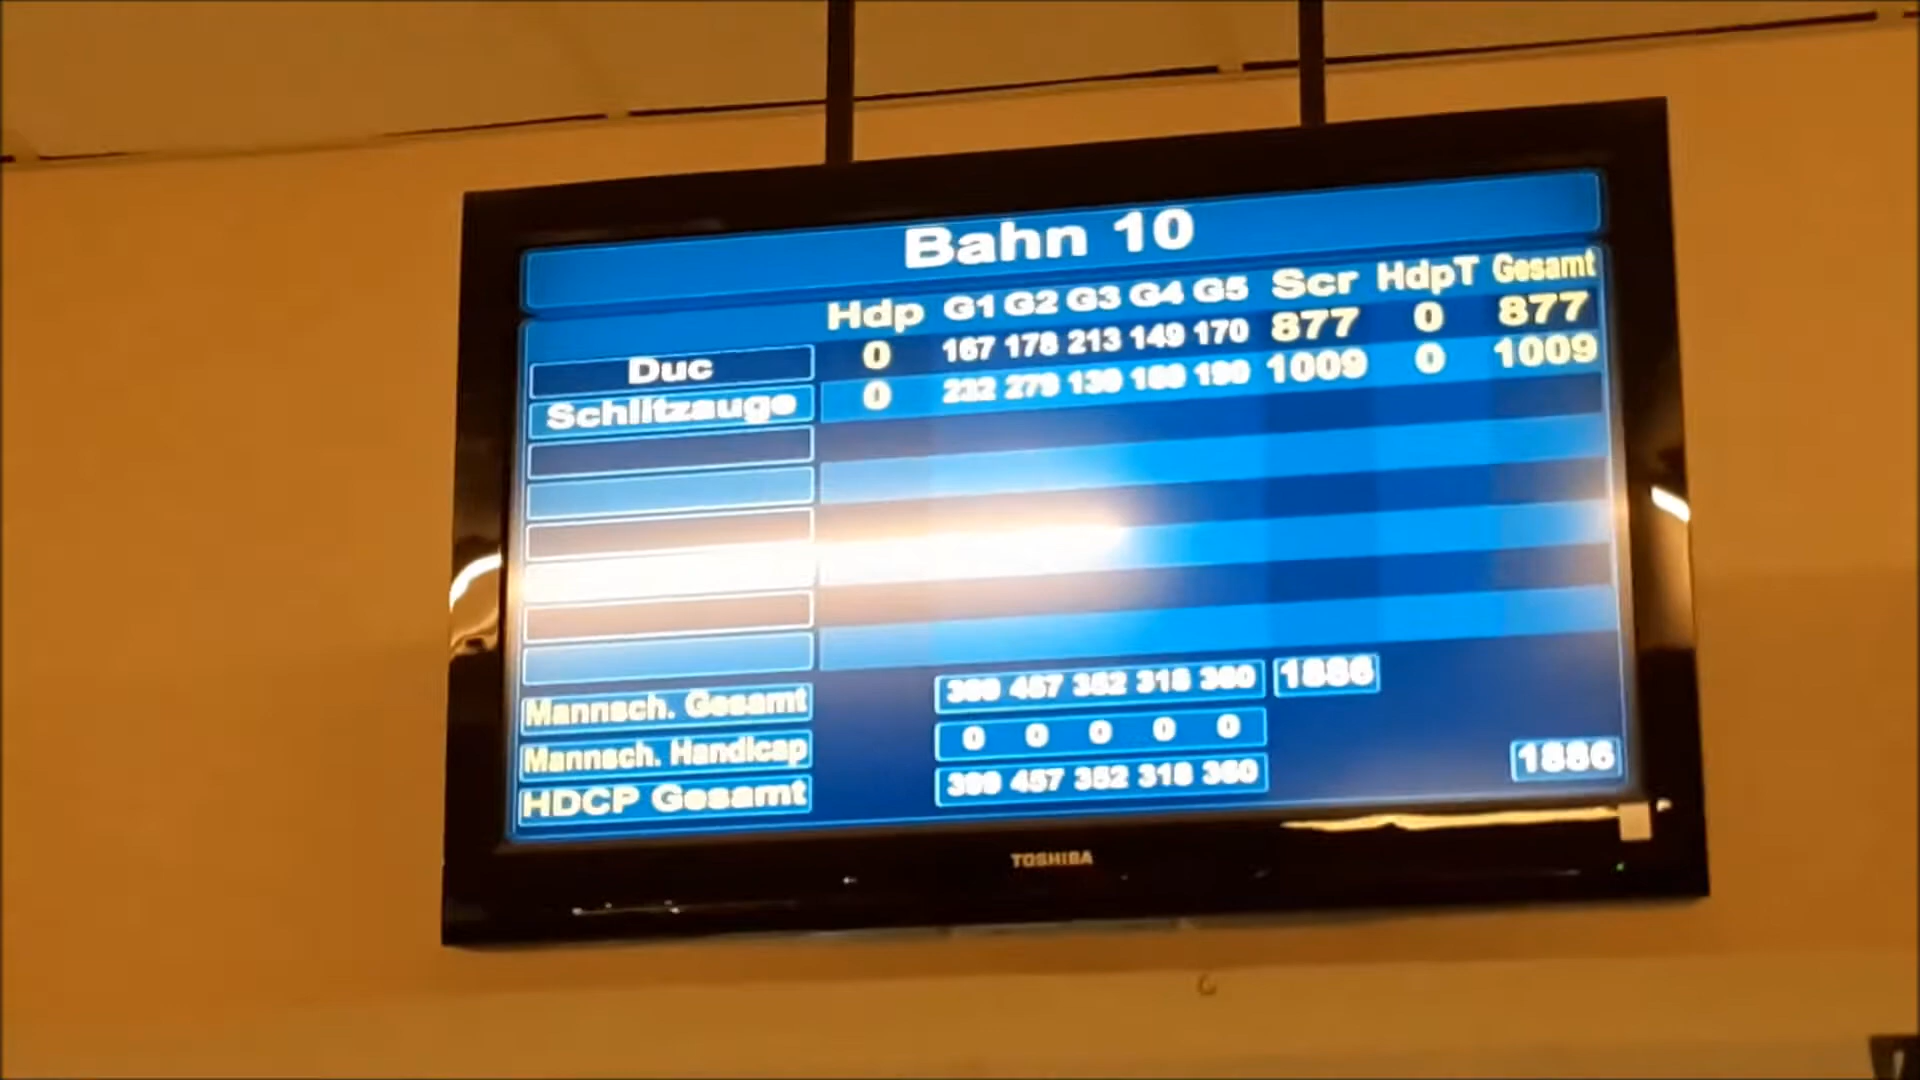 Bahn 10
Hdp G1 G2 G3 G4 G5 Scr HdpT Gesamt
Duc 0 167 178 213 149 170 877 0 877
Schlitzauge 0 232 279 139 169 190 1009 0 1009
Mannsch. Gesamt 399 457 352 318 360 1886
Mannsch. Handicap 0 0 0 0 0
HDCP Gesamt 399 457 352 318 360 1886
TOSHIBA